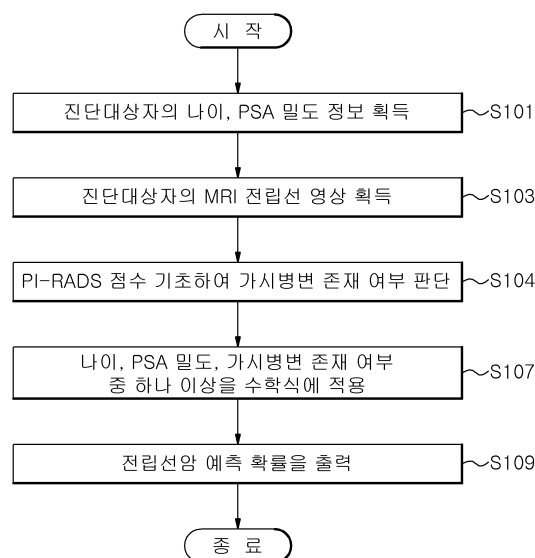 시 작
진단대상자의 나이, PSA 밀도 정보 획득
S101
진단대상자의 MRI 전립선 영상 획득
S103
PI-RADS 점수 기초하여 가시병변 존재 여부 판단
S104
나이, PSA 밀도, 가시병변 존재 여부
중 하나 이상을 수학식에 적용
S107
전립선암 예측 확률을 출력
S109
종 료